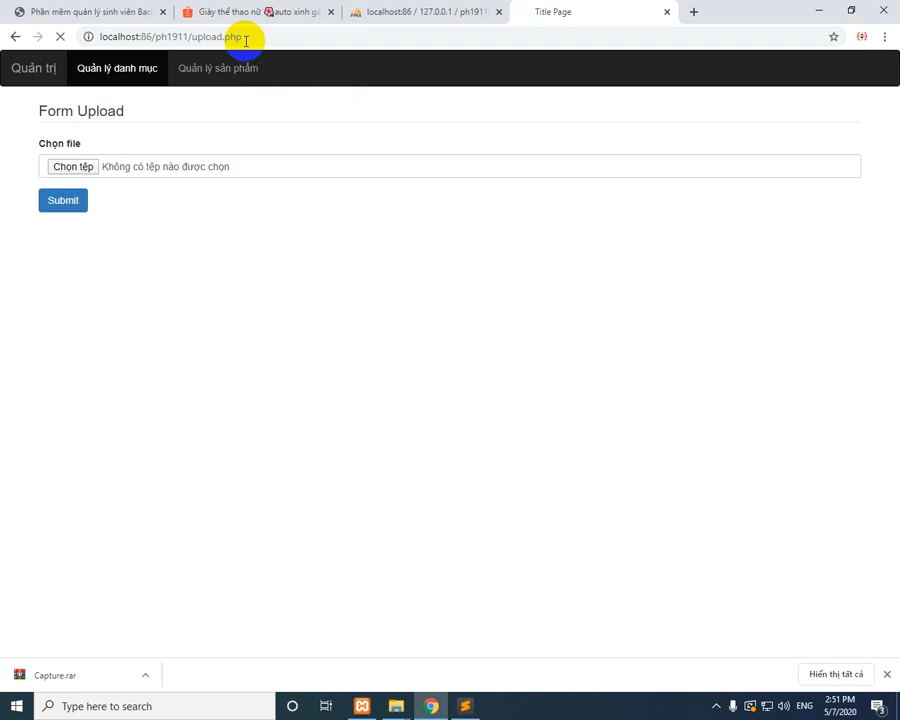 Phần mềm quản lý sinh viên Bach
Giày thể thao nữ auto xinh gá
localhost:86 / 127.0.0.1 / ph1911
Title Page
localhost:86/ph1911/upload.php
Quản trị
Quản lý danh mục
Quản lý sản phẩm
Form Upload
Chọn file
Chọn tệp Không có tệp nào được chọn
Submit
Capture.rar
Hiển thị tất cả
Type here to search
ENG
2:51 PM
5/7/2020
3